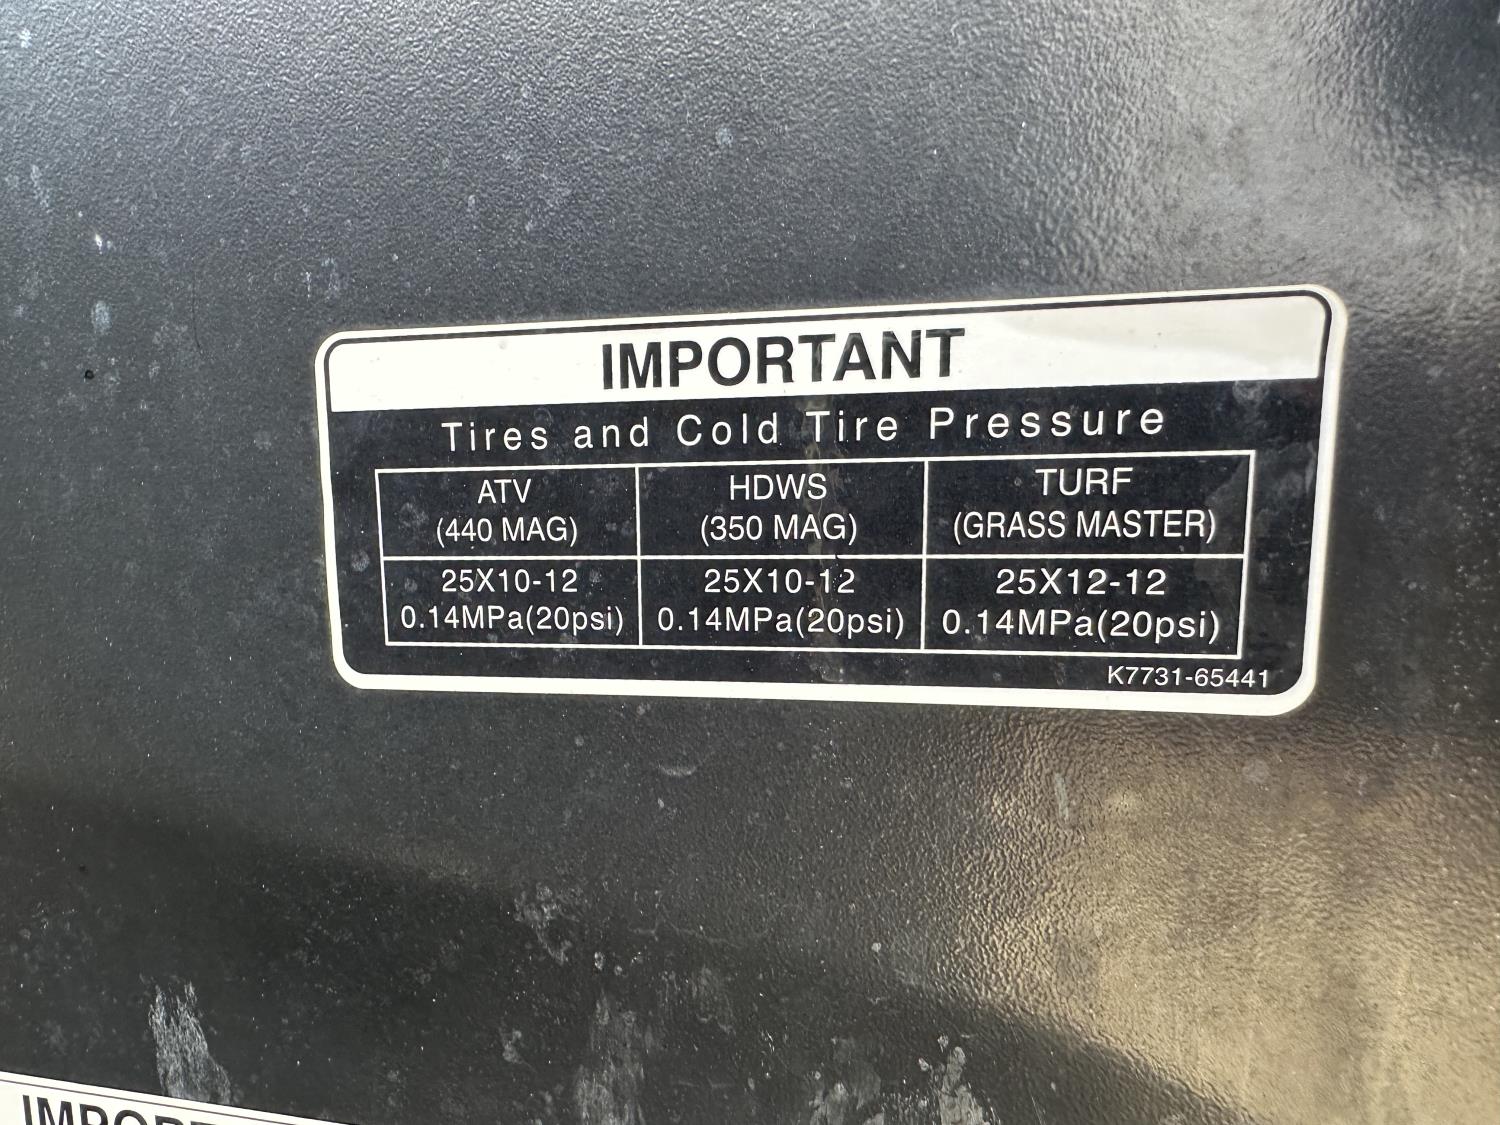 IMPORTANT
Tires and Cold Tire Pressure
ATV HDWS TURF
(440 MAG) (350 MAG) (GRASS MASTER)
25X10-12 25X10-12 25X12-12
0.14MPa(20psi) 0.14MPa(20psi) 0.14MPa(20psi)
K7731-65441